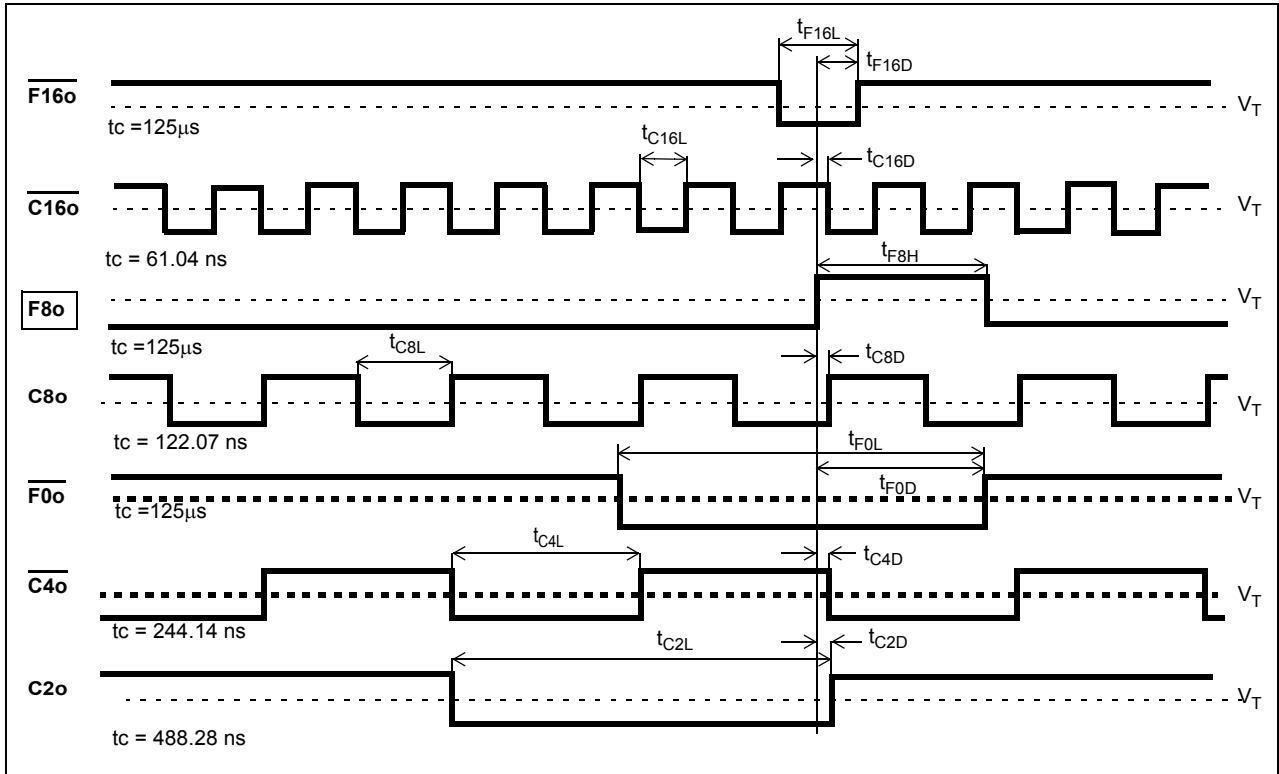 tF16L
tF16D
F16o
VT
tc =125μs
tC16L
tC16D
C16o
VT
tc = 61.04 ns
tF8H
F8o
VT
tc =125μs
tC8L
tC8D
C8o
VT
tc = 122.07 ns
tF0L
F0o
tF0D
VT
tc =125μs
tC4L
tC4D
C4o
VT
tc = 244.14 ns
tC2L
tC2D
C2o
VT
tc = 488.28 ns